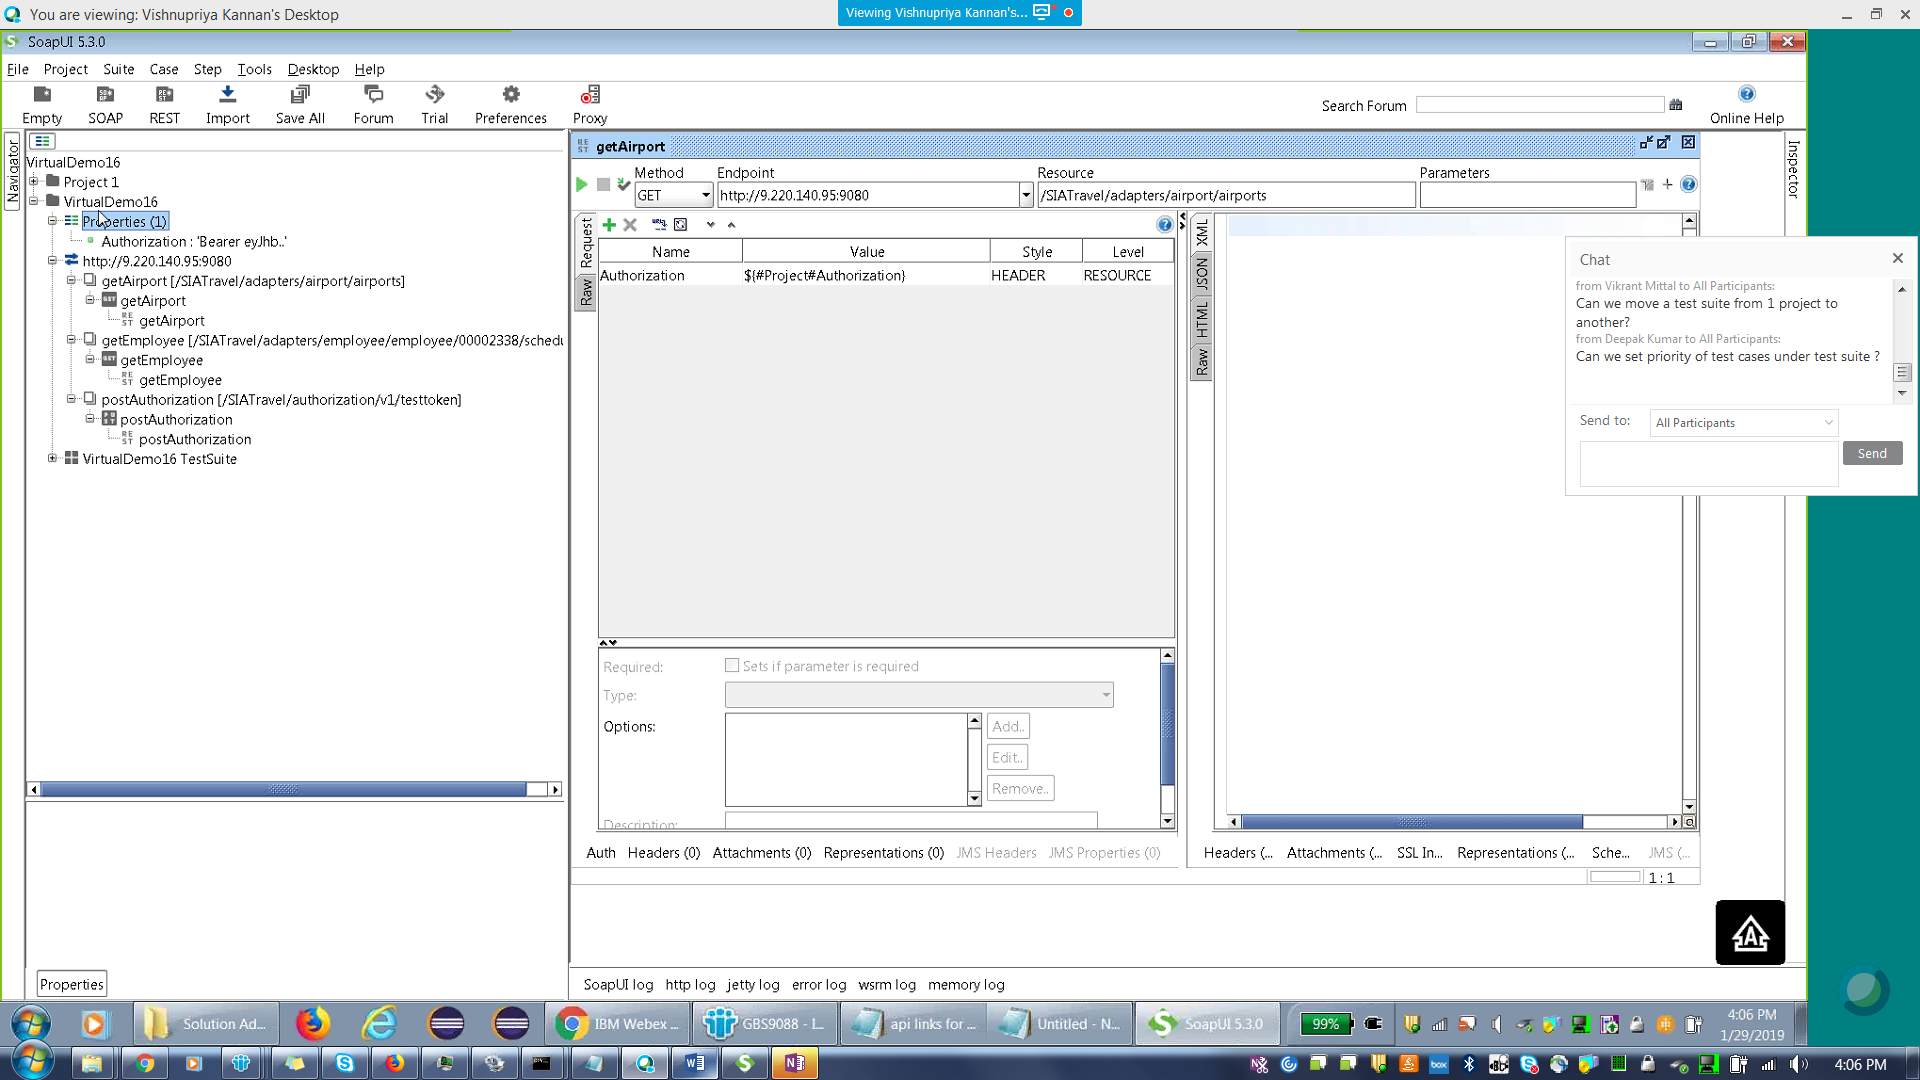 You are viewing: Vishnupriya Kannan's Desktop
Viewing Vishnupriya Kannan's...
SoapUI 5.3.0
File Project Suite Case Step Tools Desktop Help
Empty SOAP REST Import Save All Forum Trial Preferences Proxy
Search Forum
Online Help
Navigator
VirtualDemo16
Project 1
VirtualDemo16
Properties (1)
Authorization : 'Bearer eyJhb..'
http://9.220.140.95:9080
getAirport [/SIATravel/adapters/airport/airports]
getAirport
getAirport
getEmployee [/SIATravel/adapters/employee/employee/00002338/schedu
getEmployee
getEmployee
postAuthorization [/SIATravel/authorization/v1/testtoken]
postAuthorization
postAuthorization
VirtualDemo16 TestSuite
Properties
getAirport
Method Endpoint Resource Parameters
GET http://9.220.140.95:9080 /SIATravel/adapters/airport/airports
Request
Raw
Name Value Style Level
Authorization ${#Project#Authorization} HEADER RESOURCE
Required: Sets if parameter is required
Type:
Options:
Add..
Edit..
Remove..
Description:
Auth Headers (0) Attachments (0) Representations (0) JMS Headers JMS Properties (0)
XML
JSON
HTML
Raw
Headers (... Attachments (... SSL In... Representations (... Sche... JMS (...
1 : 1
Inspector
Chat
from Vikrant Mittal to All Participants:
Can we move a test suite from 1 project to
another?
from Deepak Kumar to All Participants:
Can we set priority of test cases under test suite ?
Send to: All Participants
Send
SoapUI log http log jetty log error log wsrm log memory log
Solution Ad... IBM Webex ... GBS9088 - I... api links for ... Untitled - N... SoapUI 5.3.0 99%
4:06 PM
1/29/2019
4:06 PM